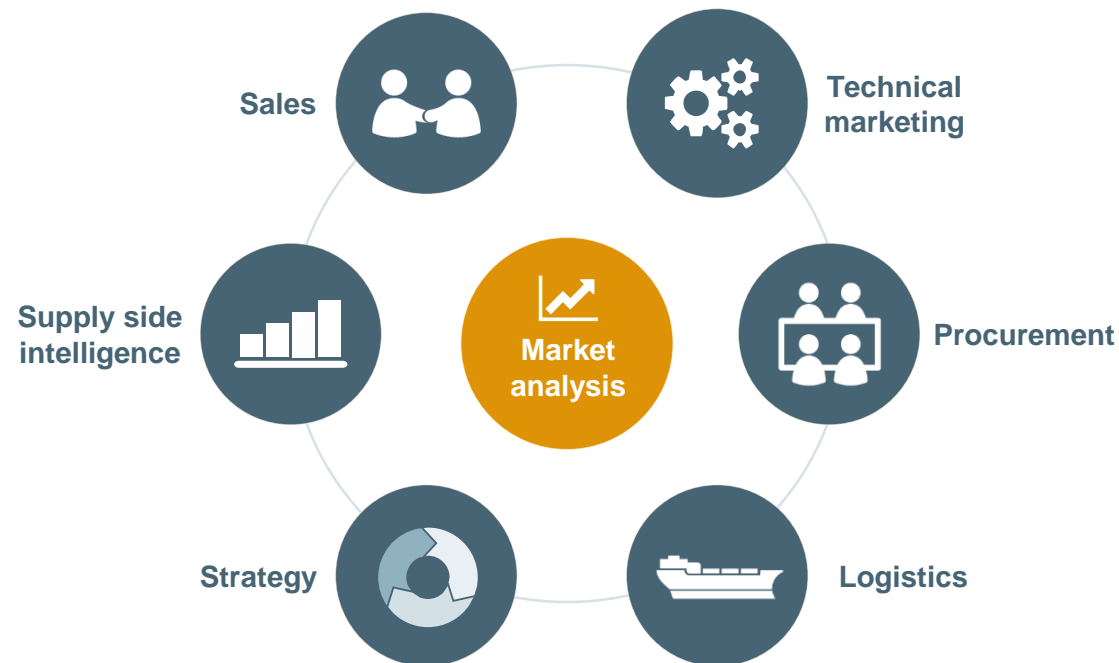 Sales
Technical
marketing
Supply side
intelligence
Market
analysis
Procurement
Strategy
Logistics